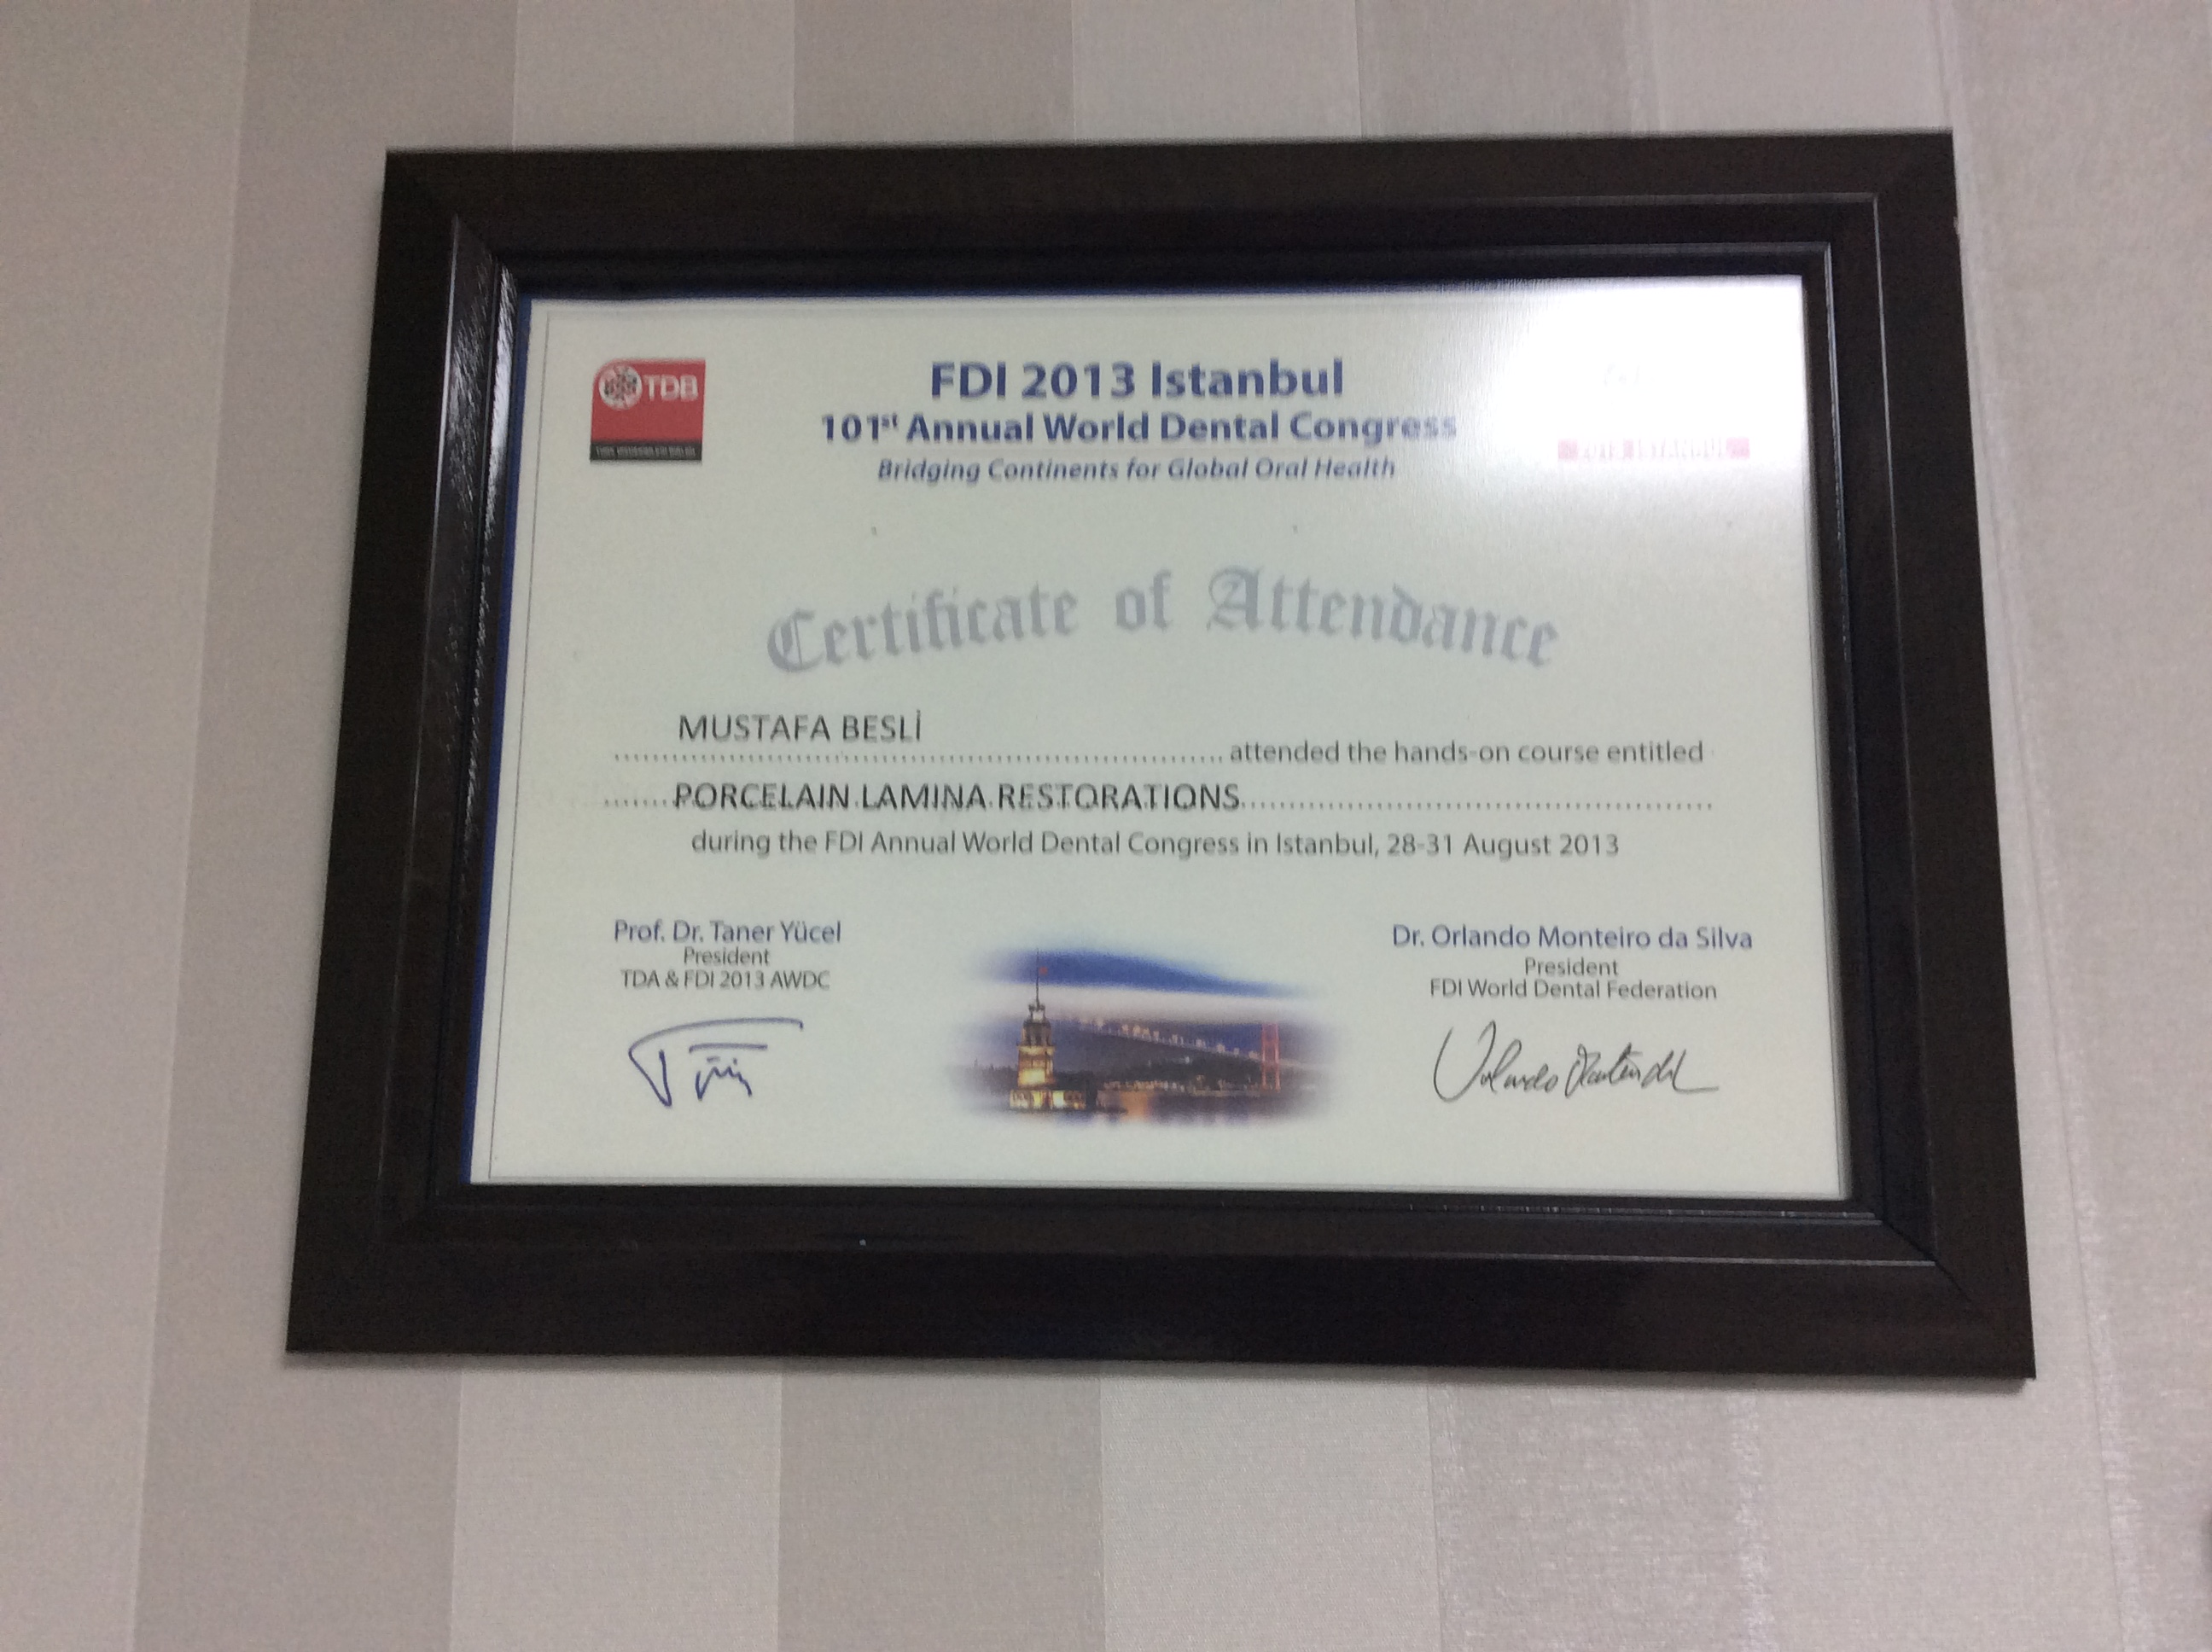 TDB
FDI 2013 Istanbul
101st Annual World Dental Congress
Bridging Continents for Global Oral Health
Certificate of Attendance
MUSTAFA BESLİ
attended the hands-on course entitled
PORCELAIN LAMINA RESTORATIONS
during the FDI Annual World Dental Congress in Istanbul, 28-31 August 2013
Prof. Dr. Taner Yücel
President
TDA & FDI 2013 AWDC
Dr. Orlando Monteiro da Silva
President
FDI World Dental Federation